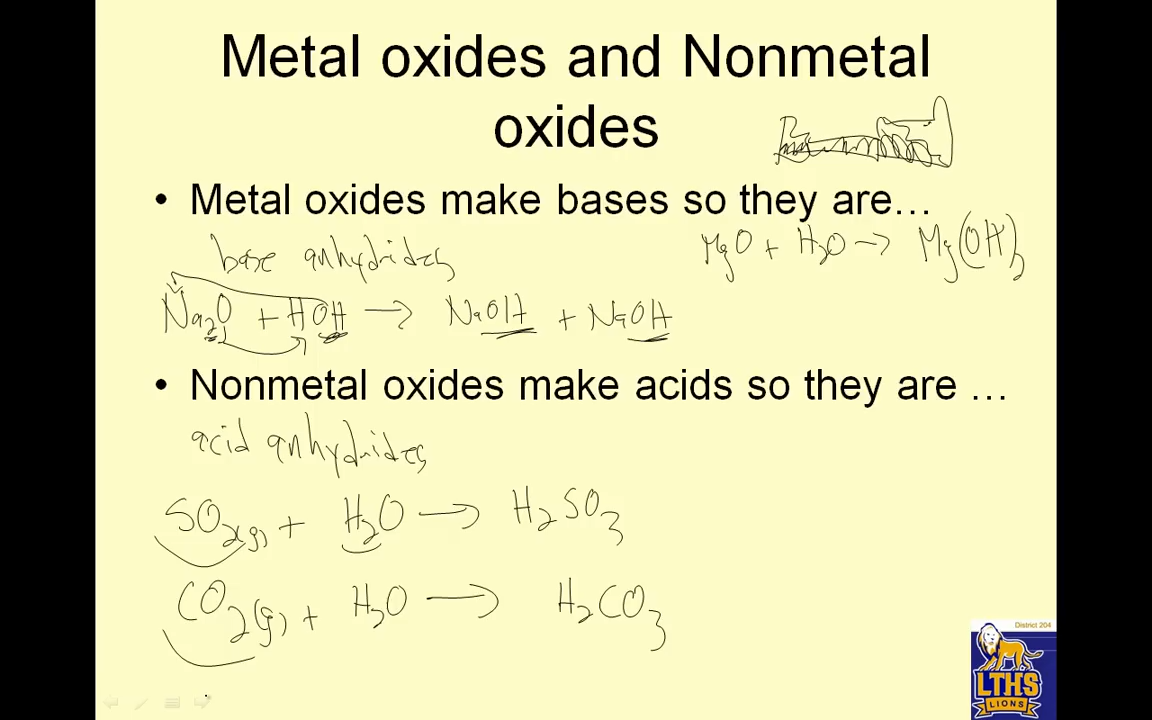 Metal oxides and Nonmetal
oxides
• Metal oxides make bases so they are…
base anhydrides
MgO + H₂O → Mg(OH)₂
Na₂O + HOH → NaOH + NaOH
• Nonmetal oxides make acids so they are …
acid anhydrides
SO₂(g) + H₂O → H₂SO₃
CO₂(g) + H₂O → H₂CO₃
District 204
LTHS
LIONS